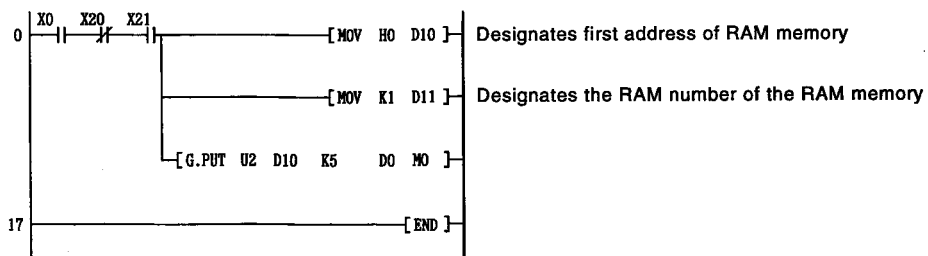 X0 X20 X21
0 [MOV H0 D10] Designates first address of RAM memory
[MOV K1 D11] Designates the RAM number of the RAM memory
[G.PUT U2 D10 K5 D0 M0]
17 [END]